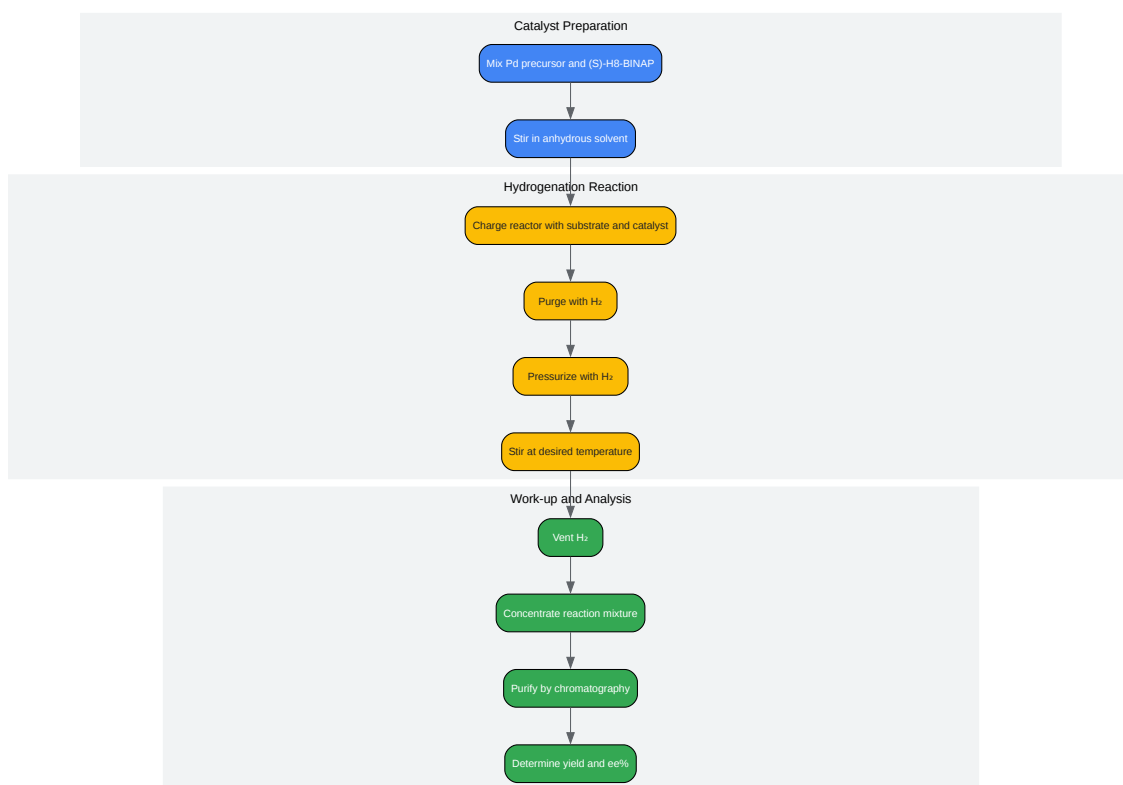 Catalyst Preparation
Mix Pd precursor and (S)-H8-BINAP
Stir in anhydrous solvent
Hydrogenation Reaction
Charge reactor with substrate and catalyst
Purge with H₂
Pressurize with H₂
Stir at desired temperature
Work-up and Analysis
Vent H₂
Concentrate reaction mixture
Purify by chromatography
Determine yield and ee%